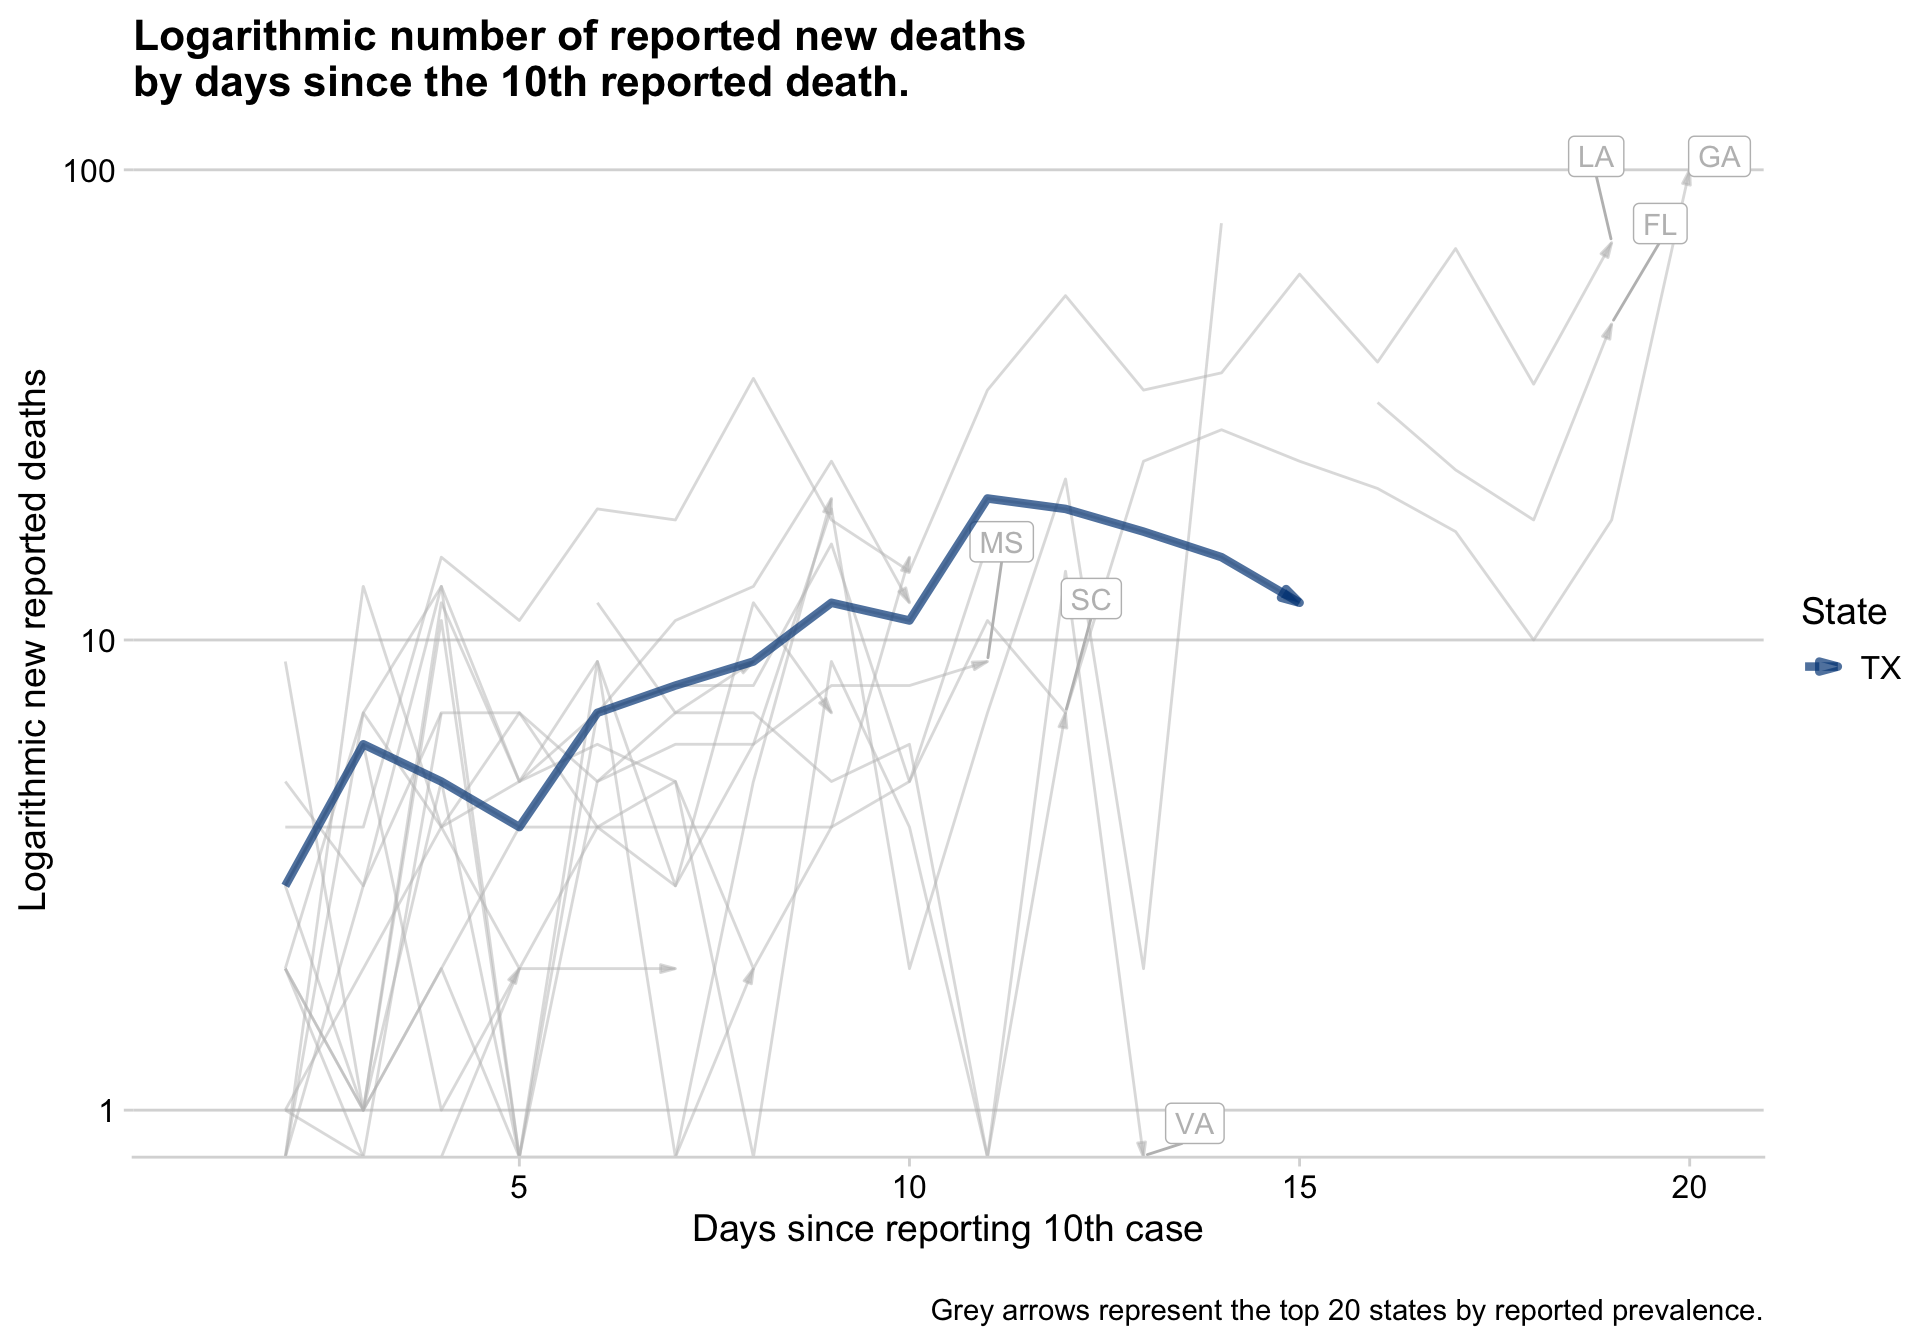 Logarithmic number of reported new deaths
by days since the 10th reported death.
100
10
1
Logarithmic new reported deaths
LA
GA
FL
MS
SC
VA
State
TX
5
10
15
20
Days since reporting 10th case
Grey arrows represent the top 20 states by reported prevalence.